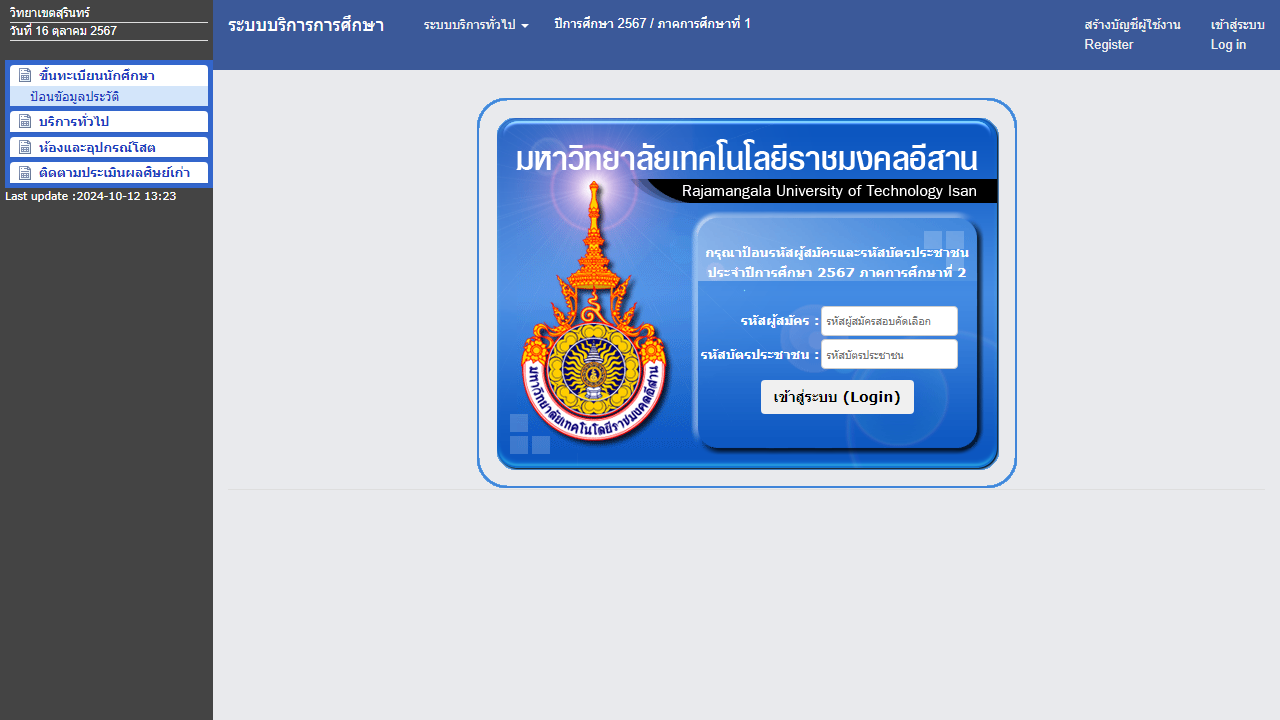 วิทยาเขตสุรินทร์
วันที่ 16 ตุลาคม 2567
ขึ้นทะเบียนนักศึกษา
ป้อนข้อมูลประวัติ
บริการทั่วไป
ห้องและอุปกรณ์โสต
ติดตามประเมินผลศิษย์เก่า
Last update :2024-10-12 13:23
ระบบบริการการศึกษา
ระบบบริการทั่วไป
ปีการศึกษา 2567 / ภาคการศึกษาที่ 1
สร้างบัญชีผู้ใช้งาน
Register
เข้าสู่ระบบ
Log in
มหาวิทยาลัยเทคโนโลยีราชมงคลอีสาน
Rajamangala University of Technology Isan
กรุณาป้อนรหัสผู้สมัครและรหัสบัตรประชาชน
ประจำปีการศึกษา 2567 ภาคการศึกษาที่ 2
รหัสผู้สมัคร :
รหัสผู้สมัครสอบคัดเลือก
รหัสบัตรประชาชน :
รหัสบัตรประชาชน
เข้าสู่ระบบ (Login)
มหาวิทยาลัยเทคโนโลยีราชมงคลอีสาน